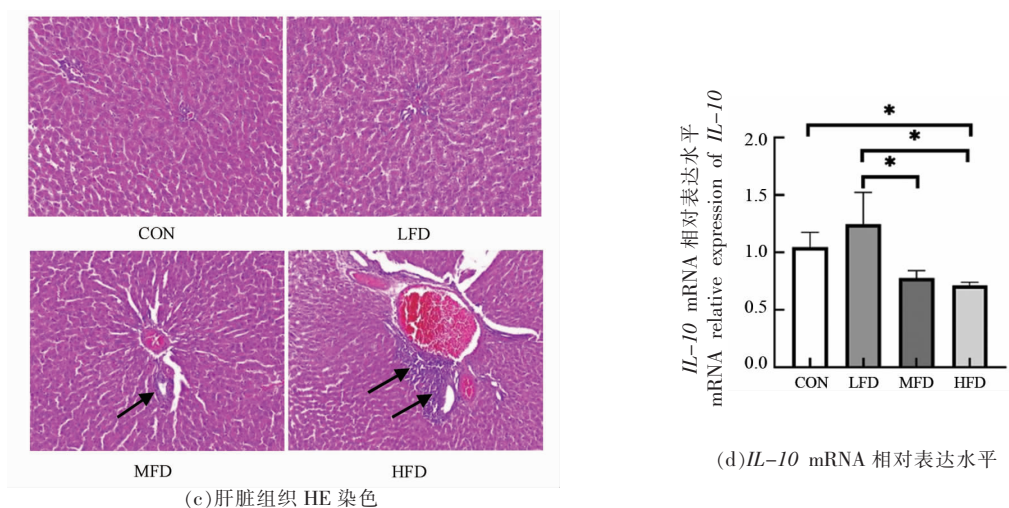 CON
LFD
MFD
HFD
(c)肝脏组织 HE 染色
IL-10 mRNA 相对表达水平
mRNA relative expression of IL-10
*
*
*
2.0
1.5
1.0
0.5
0.0
CON LFD MFD HFD
(d)IL-10 mRNA 相对表达水平